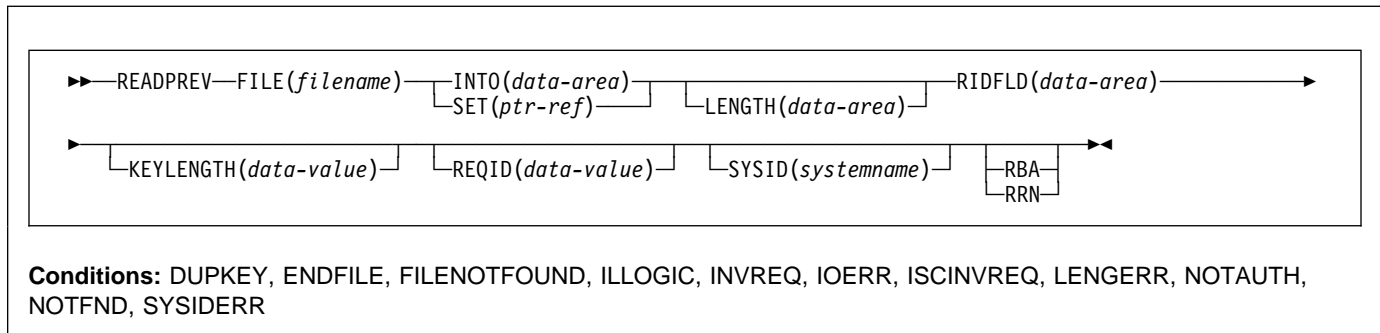 ►►──READPREV──FILE(filename)──INTO(data-area)──RIDFLD(data-area)──►
SET(ptr-ref) LENGTH(data-area)
►──KEYLENGTH(data-value) REQID(data-value) SYSID(systemname) RBA ►◄
RRN
Conditions: DUPKEY, ENDFILE, FILENOTFOUND, ILLOGIC, INVREQ, IOERR, ISCINVREQ, LENGERR, NOTAUTH,
NOTFND, SYSIDERR